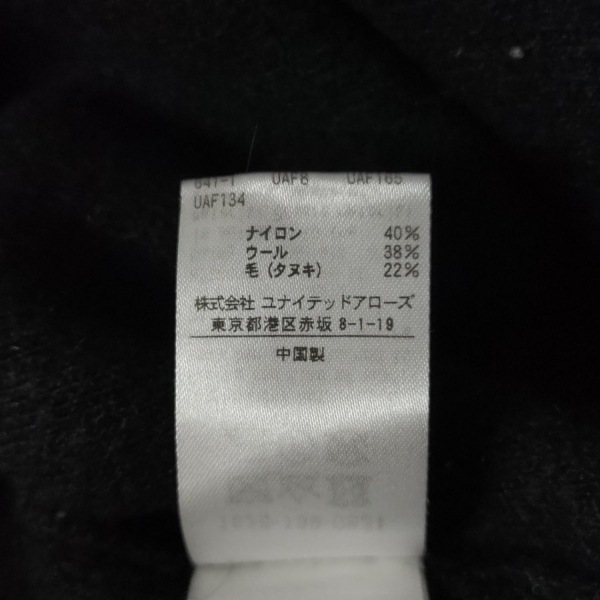 UAF8 UAF165
UAF134
ナイロン 40%
ウール 38%
毛(タヌキ) 22%
株式会社 ユナイテッドアローズ
東京都港区赤坂 8-1-19
中国製